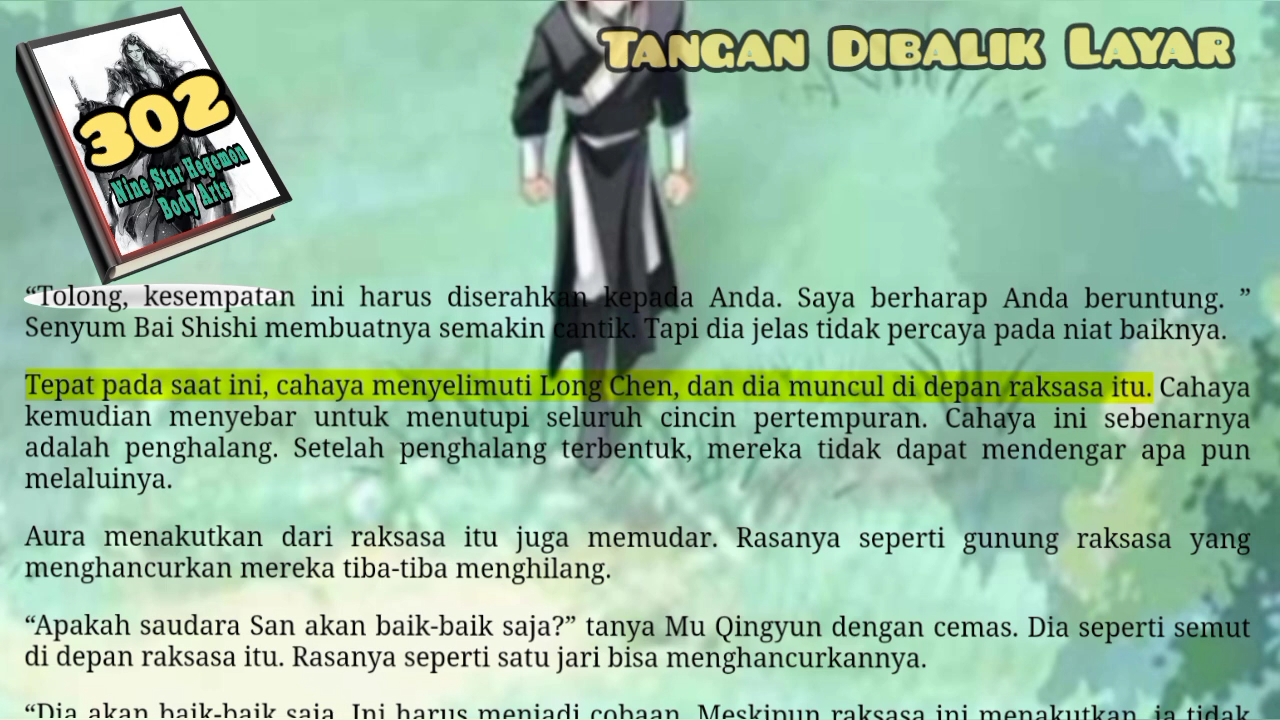 TANGAN DIBALIK LAYAR
302
Nine Star Hegemon
Body Arts
“Tolong, kesempatan ini harus diserahkan kepada Anda. Saya berharap Anda beruntung. ”
Senyum Bai Shishi membuatnya semakin cantik. Tapi dia jelas tidak percaya pada niat baiknya.
Tepat pada saat ini, cahaya menyelimuti Long Chen, dan dia muncul di depan raksasa itu. Cahaya
kemudian menyebar untuk menutupi seluruh cincin pertempuran. Cahaya ini sebenarnya
adalah penghalang. Setelah penghalang terbentuk, mereka tidak dapat mendengar apa pun
melaluinya.
Aura menakutkan dari raksasa itu juga memudar. Rasanya seperti gunung raksasa yang
menghancurkan mereka tiba-tiba menghilang.
“Apakah saudara San akan baik-baik saja?” tanya Mu Qingyun dengan cemas. Dia seperti semut
di depan raksasa itu. Rasanya seperti satu jari bisa menghancurkannya.
“Dia akan baik-baik saja. Ini harus menjadi cobaan. Meskipun raksasa ini menakutkan, ia tidak